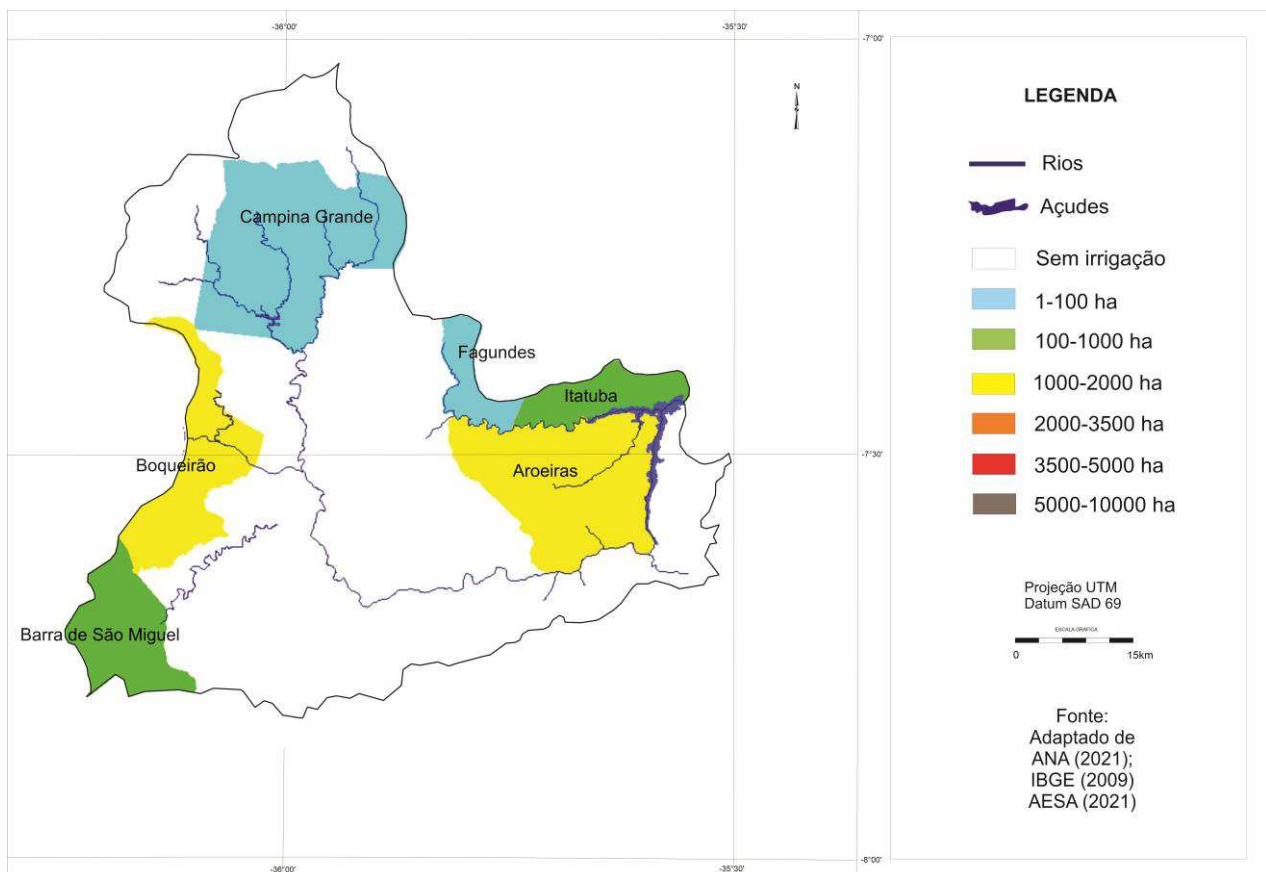 -36°00'
-35°30'
-7°00'
N
Campina Grande
Fagundes
Itatuba
Boqueirão
Aroeiras
-7°30'
Barra de São Miguel
-36°00'
-35°30'
-8°00'
LEGENDA
Rios
Açudes
Sem irrigação
1-100 ha
100-1000 ha
1000-2000 ha
2000-3500 ha
3500-5000 ha
5000-10000 ha
Projeção UTM
Datum SAD 69
ESCALA GRÁFICA
0 15km
Fonte:
Adaptado de
ANA (2021);
IBGE (2009)
AESA (2021)